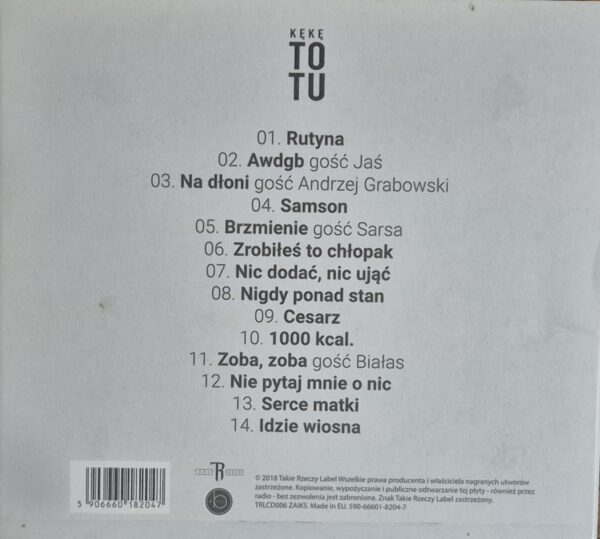 KĘKĘ
TO
TU
01. Rutyna
02. Awdgb gość Jaś
03. Na dłoni gość Andrzej Grabowski
04. Samson
05. Brzmienie gość Sarsa
06. Zrobiłeś to chłopak
07. Nic dodać, nic ująć
08. Nigdy ponad stan
09. Cesarz
10. 1000 kcal.
11. Zoba, zoba gość Białas
12. Nie pytaj mnie o nic
13. Serce matki
14. Idzie wiosna
5 906660 182047
© 2018 Takie Rzeczy Label Wszelkie prawa producenta i właściciela nagranych utworów
zastrzeżone. Kopiowanie, wypożyczanie i publiczne odtwarzanie tej płyty - również przez
radio - bez zezwolenia jest zabronione. Znak Takie Rzeczy Label zastrzeżony.
TRLCD006 ZAIKS. Made in EU. 590-66601-8204-7